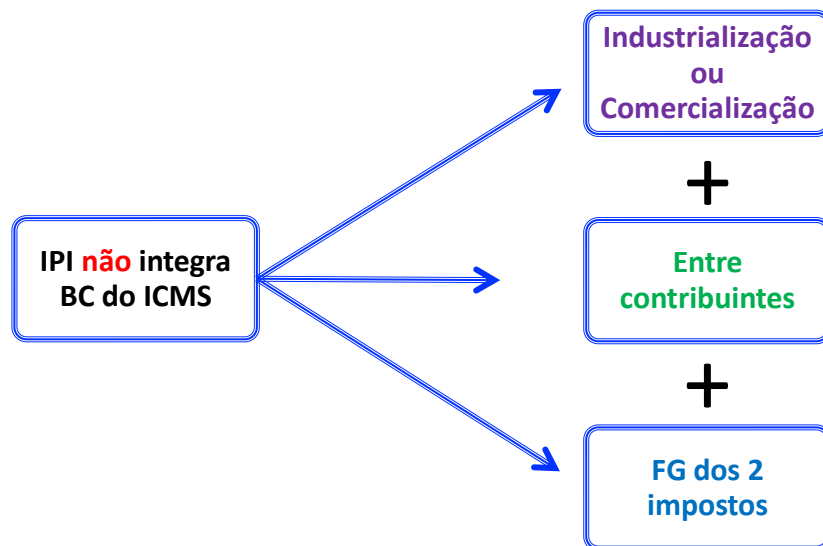 IPI não integra
BC do ICMS
Industrialização
ou
Comercialização
+
Entre
contribuintes
+
FG dos 2
impostos